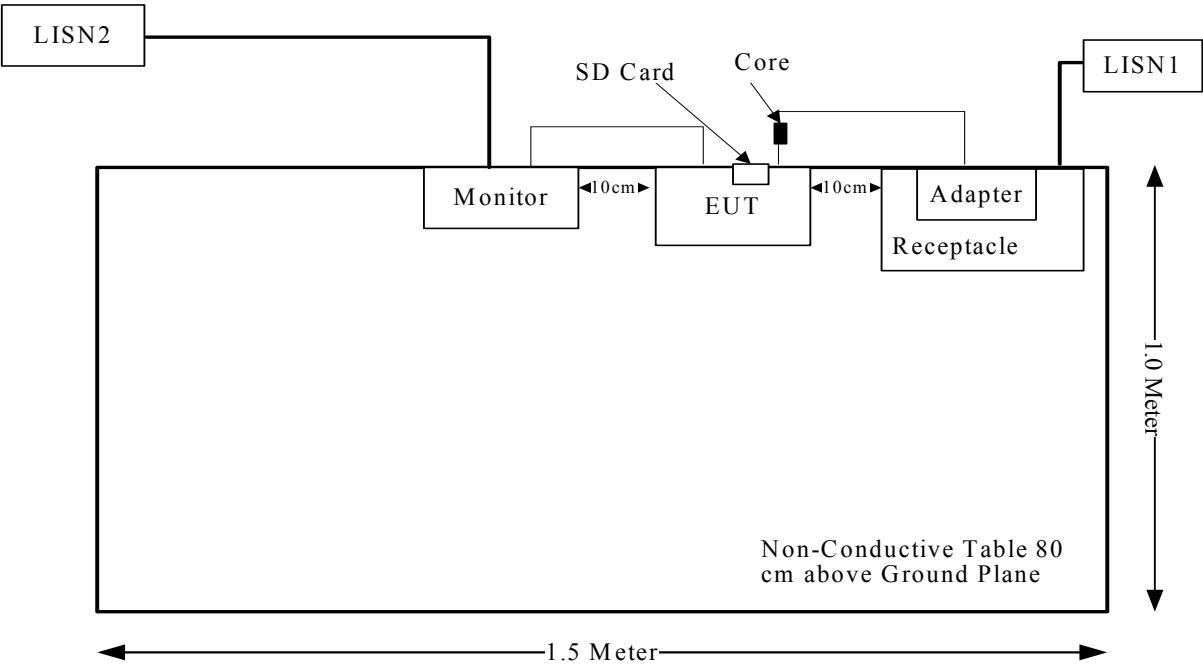 LISN2
LISN1
SD Card
Core
Monitor
10cm
EUT
10cm
Adapter
Receptacle
1.0 Meter
Non-Conductive Table 80
cm above Ground Plane
1.5 Meter